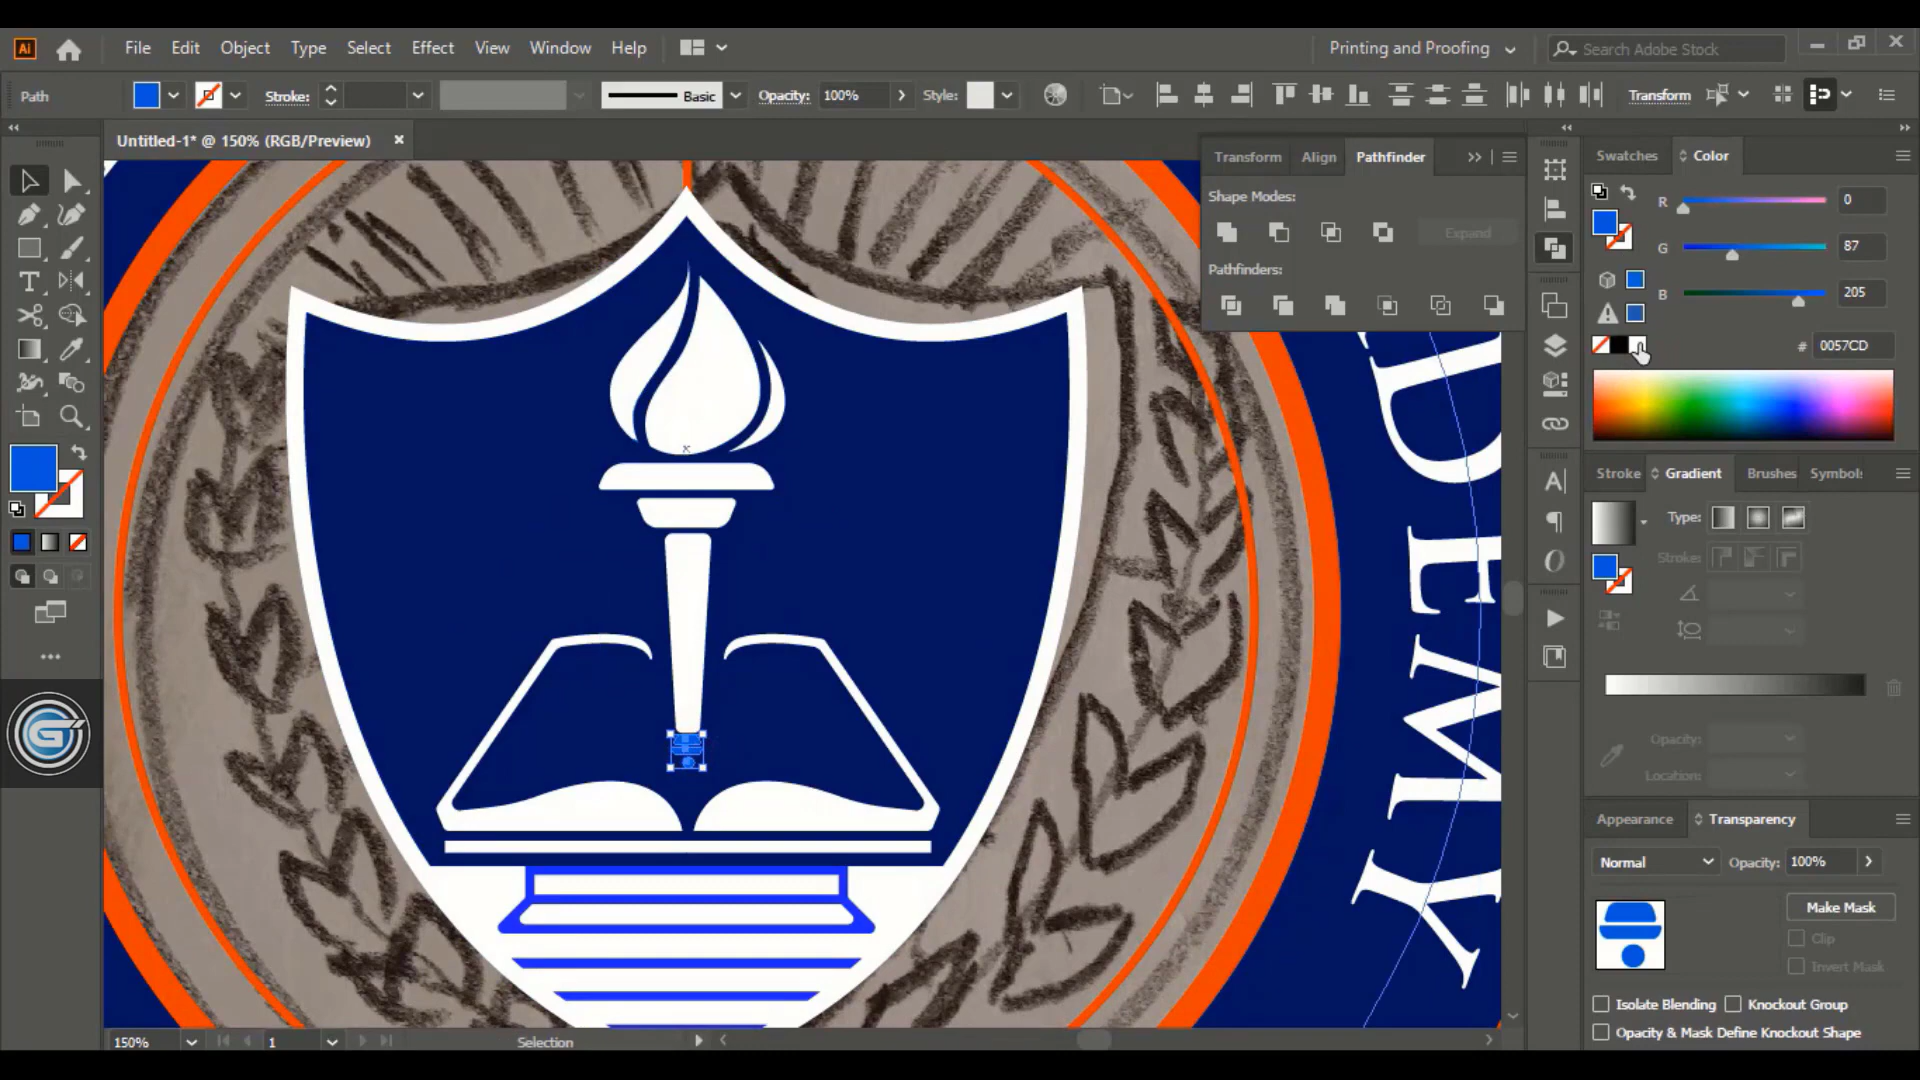 Ai File Edit Object Type Select Effect View Window Help Printing and Proofing Search Adobe Stock
Path Stroke: Basic Opacity: 100% Style: Transform
Untitled-1* @ 150% (RGB/Preview)
Transform Align Pathfinder
Shape Modes:
Expand
Pathfinders:
Swatches Color
R 0
G 87
B 205
# 0057CD
Stroke Gradient Brushes Symbol
Type:
Stroke:
Opacity:
Location:
Appearance Transparency
Normal Opacity: 100%
Make Mask
Clip
Invert Mask
Isolate Blending Knockout Group
Opacity & Mask Define Knockout Shape
DEMY
G
150% 1 Selection